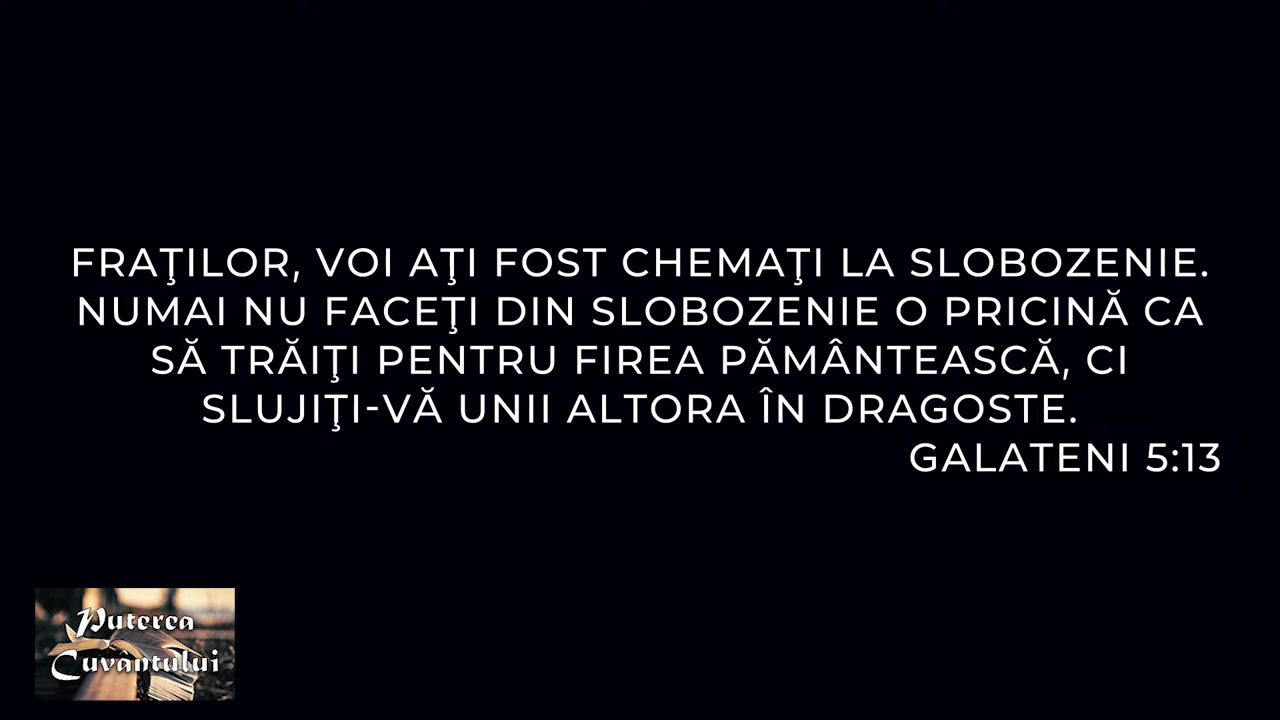 FRAŢILOR, VOI AŢI FOST CHEMAŢI LA SLOBOZENIE.
NUMAI NU FACEŢI DIN SLOBOZENIE O PRICINĂ CA
SĂ TRĂIŢI PENTRU FIREA PĂMÂNTEASCĂ, CI
SLUJIŢI-VĂ UNII ALTORA ÎN DRAGOSTE.
GALATENI 5:13
Puterea
Cuvântului